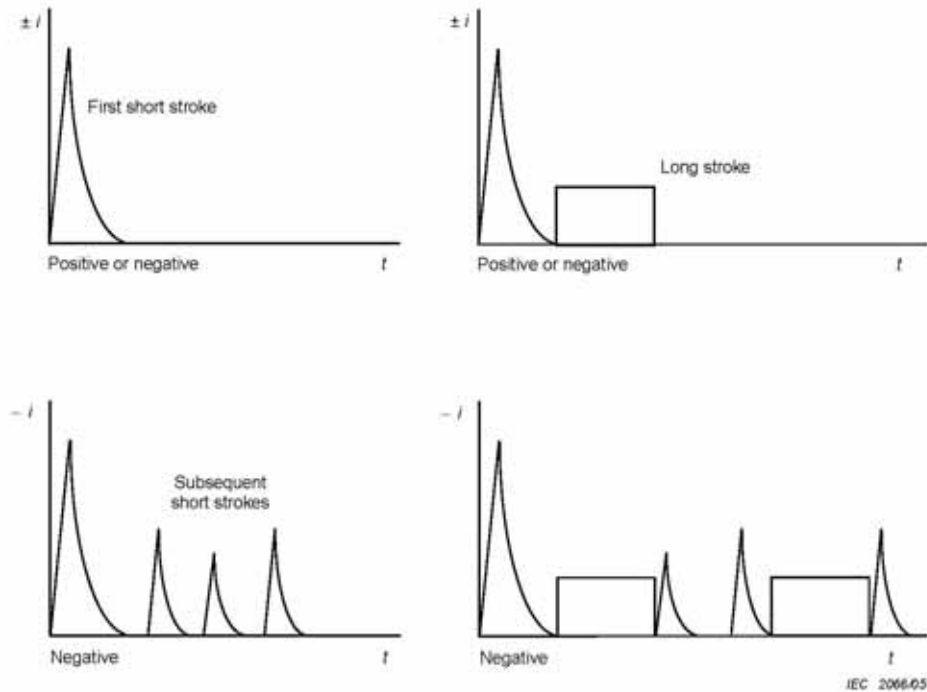 ± i
First short stroke
Positive or negative
t
± i
Long stroke
Positive or negative
t
– i
Subsequent
short strokes
Negative
t
– i
Negative
t
IEC 2066/05